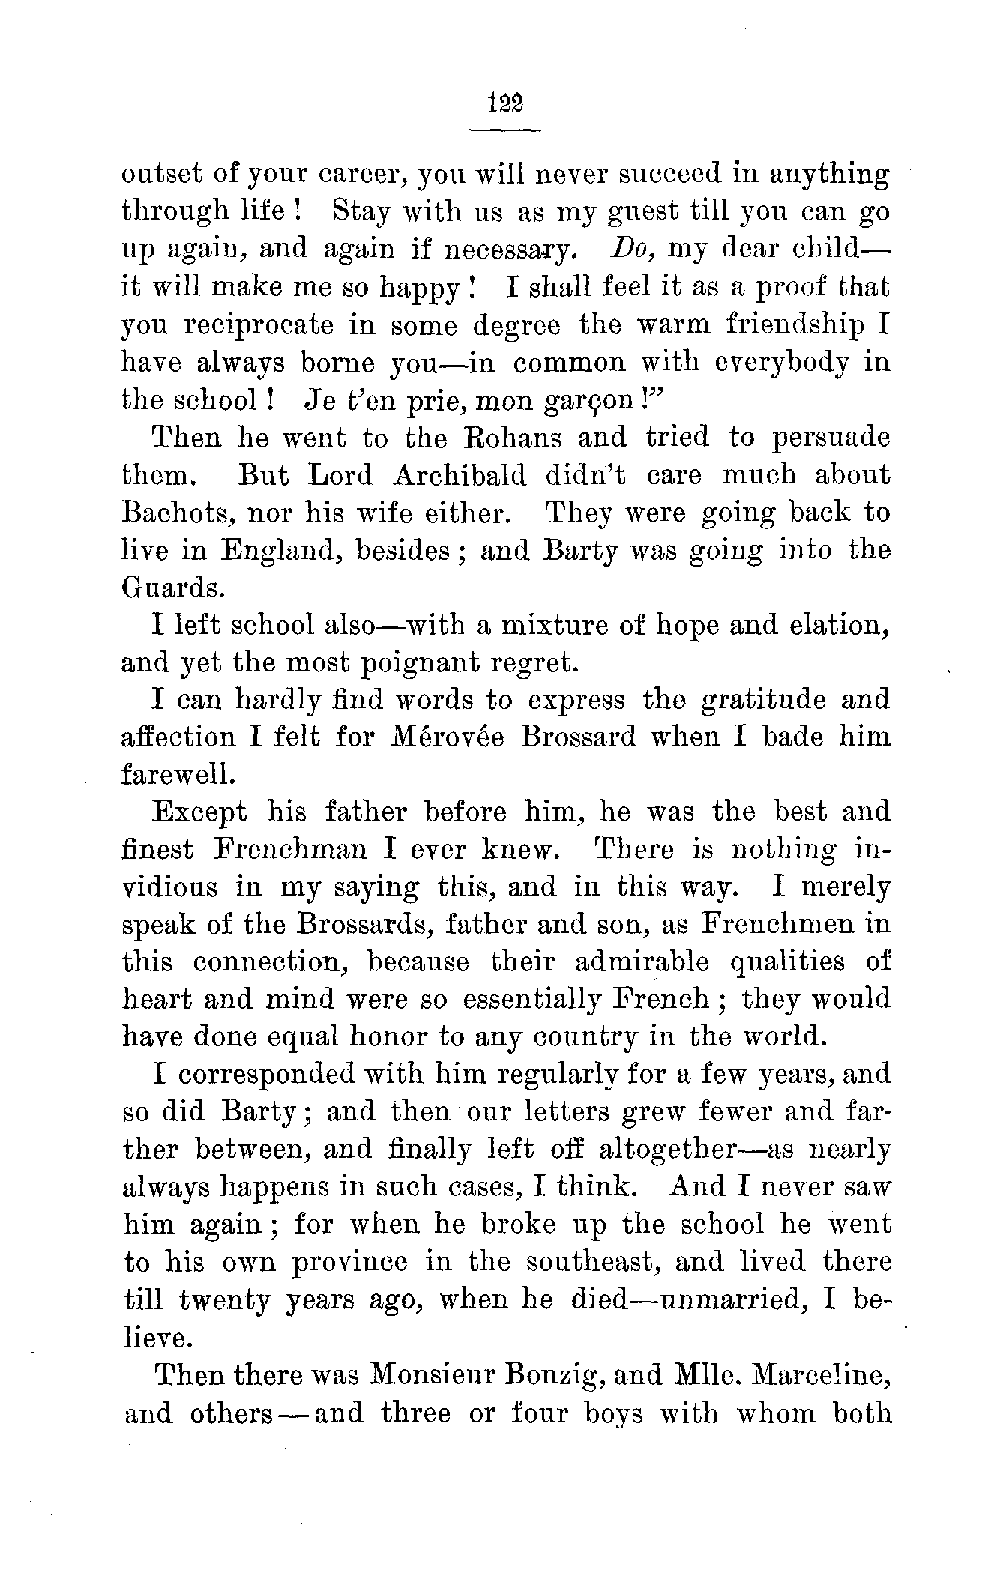 122
outset of your career, you will never succeed in anything
through life! Stay with us as my guest till you can go
up again, and again if necessary. Do, my dear child—
it will make me so happy! I shall feel it as a proof that
you reciprocate in some degree the warm friendship I
have always borne you—in common with everybody in
the school! Je t'en prie, mon garçon!”
Then he went to the Rohans and tried to persuade
them. But Lord Archibald didn't care much about
Bachots, nor his wife either. They were going back to
live in England, besides; and Barty was going into the
Guards.
I left school also—with a mixture of hope and elation,
and yet the most poignant regret.
I can hardly find words to express the gratitude and
affection I felt for Mérovée Brossard when I bade him
farewell.
Except his father before him, he was the best and
finest Frenchman I ever knew. There is nothing in-
vidious in my saying this, and in this way. I merely
speak of the Brossards, father and son, as Frenchmen in
this connection, because their admirable qualities of
heart and mind were so essentially French; they would
have done equal honor to any country in the world.
I corresponded with him regularly for a few years, and
so did Barty; and then our letters grew fewer and far-
ther between, and finally left off altogether—as nearly
always happens in such cases, I think. And I never saw
him again; for when he broke up the school he went
to his own province in the southeast, and lived there
till twenty years ago, when he died—unmarried, I be-
lieve.
Then there was Monsieur Bonzig, and Mlle. Marceline,
and others—and three or four boys with whom both